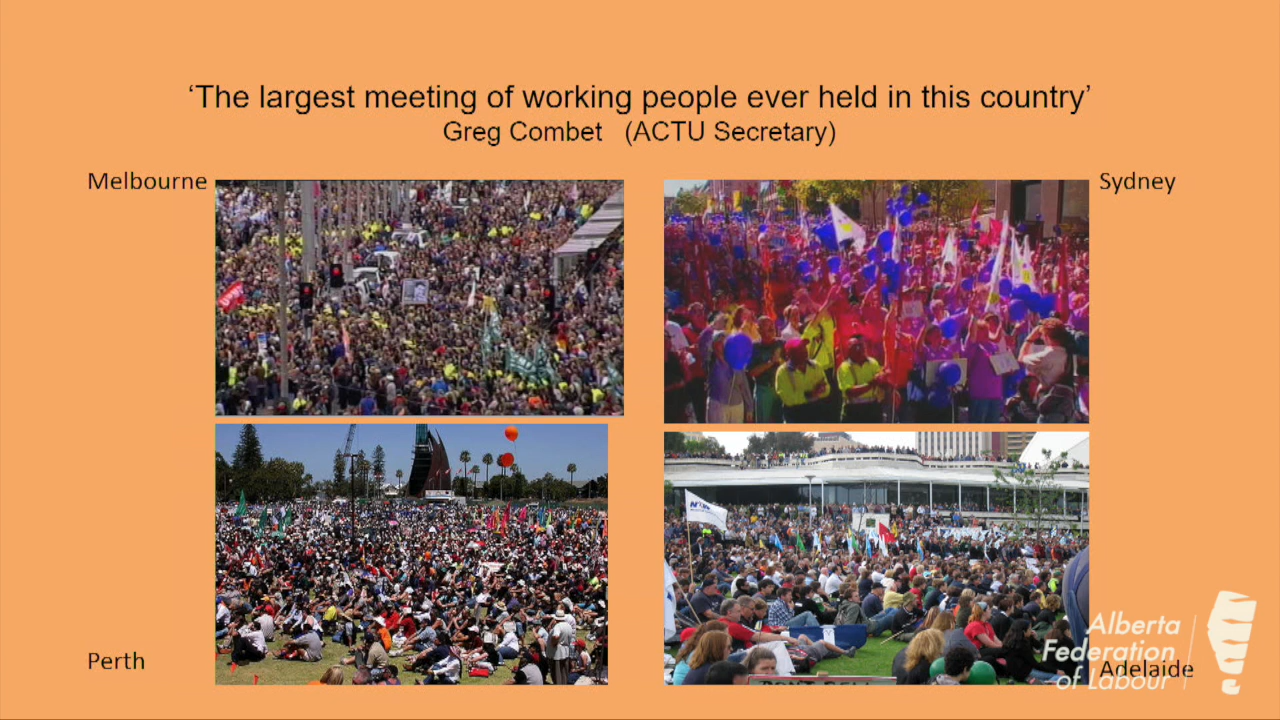 ‘The largest meeting of working people ever held in this country’
Greg Combet (ACTU Secretary)
Melbourne
Sydney
Perth
Adelaide
Alberta
Federation
of Labour